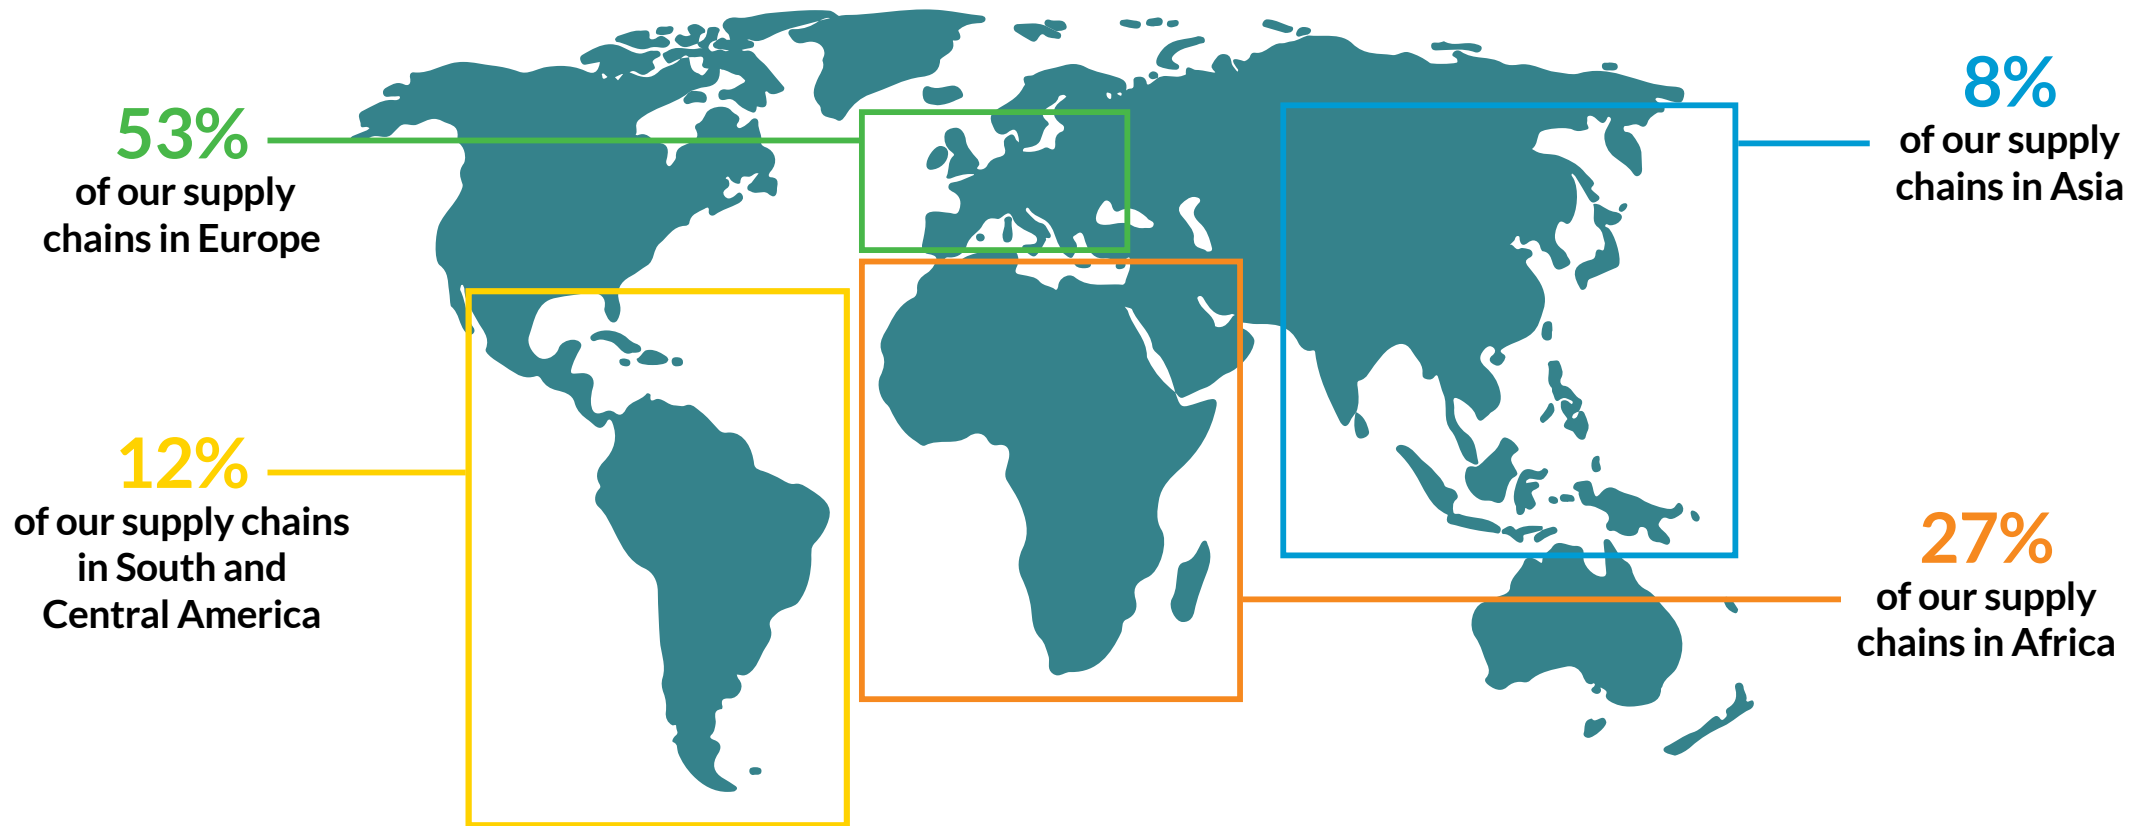 53%
of our supply
chains in Europe
12%
of our supply chains
in South and
Central America
8%
of our supply
chains in Asia
27%
of our supply
chains in Africa